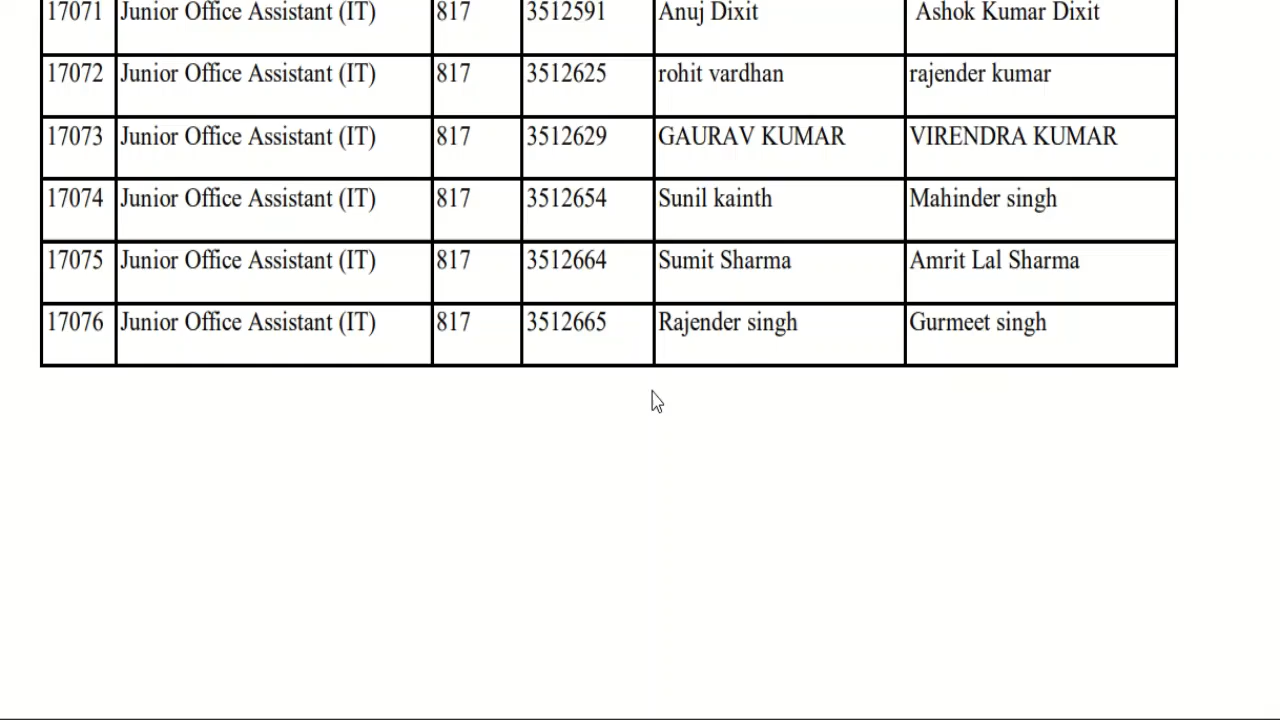 17071 Junior Office Assistant (IT) 817 3512591 Anuj Dixit Ashok Kumar Dixit
17072 Junior Office Assistant (IT) 817 3512625 rohit vardhan rajender kumar
17073 Junior Office Assistant (IT) 817 3512629 GAURAV KUMAR VIRENDRA KUMAR
17074 Junior Office Assistant (IT) 817 3512654 Sunil kainth Mahinder singh
17075 Junior Office Assistant (IT) 817 3512664 Sumit Sharma Amrit Lal Sharma
17076 Junior Office Assistant (IT) 817 3512665 Rajender singh Gurmeet singh